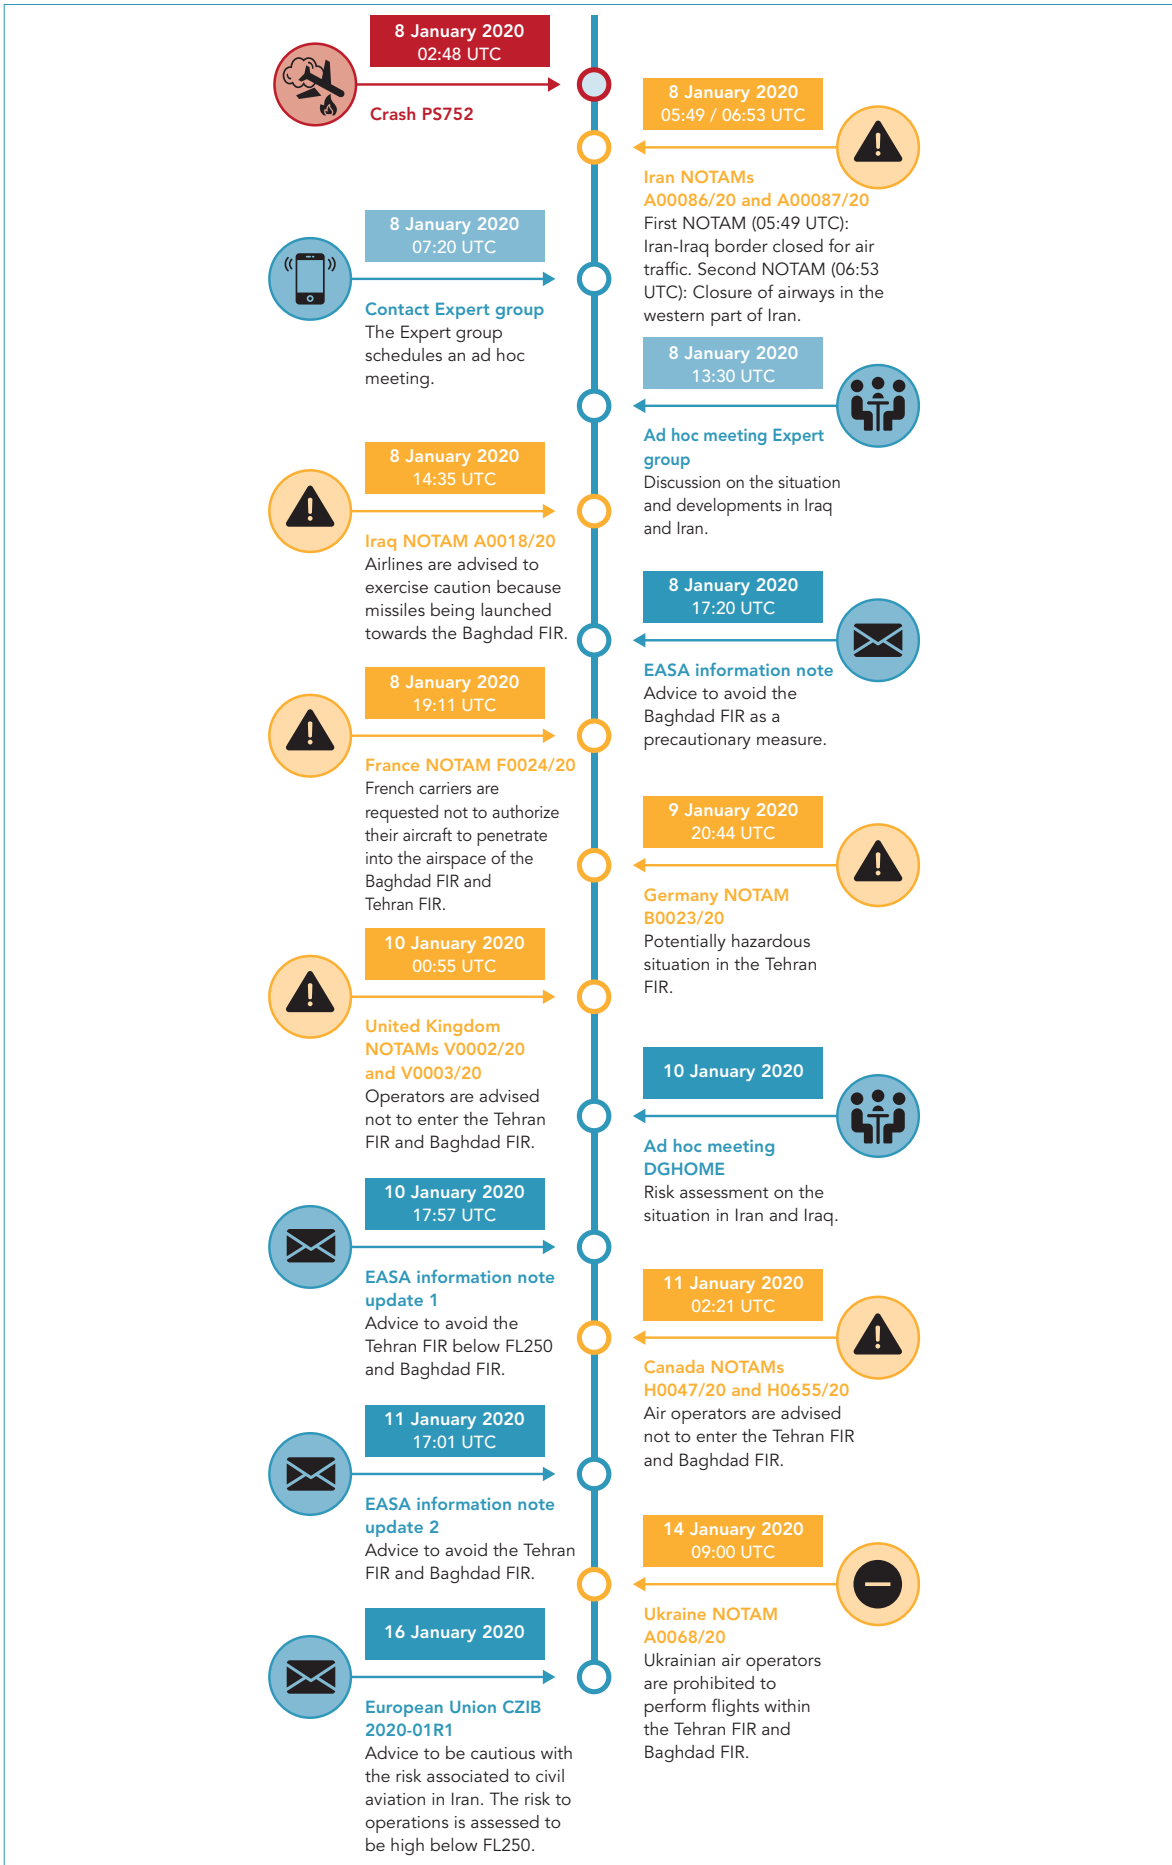 8 January 2020
02:48 UTC
Crash PS752
8 January 2020
05:49 / 06:53 UTC
Iran NOTAMs
A00086/20 and A00087/20
First NOTAM (05:49 UTC):
Iran-Iraq border closed for air
traffic. Second NOTAM (06:53
UTC): Closure of airways in the
western part of Iran.
8 January 2020
07:20 UTC
Contact Expert group
The Expert group
schedules an ad hoc
meeting.
8 January 2020
13:30 UTC
Ad hoc meeting Expert
group
Discussion on the situation
and developments in Iraq
and Iran.
8 January 2020
14:35 UTC
Iraq NOTAM A0018/20
Airlines are advised to
exercise caution because
missiles being launched
towards the Baghdad FIR.
8 January 2020
17:20 UTC
EASA information note
Advice to avoid the
Baghdad FIR as a
precautionary measure.
8 January 2020
19:11 UTC
France NOTAM F0024/20
French carriers are
requested not to authorize
their aircraft to penetrate
into the airspace of the
Baghdad FIR and
Tehran FIR.
9 January 2020
20:44 UTC
Germany NOTAM
B0023/20
Potentially hazardous
situation in the Tehran
FIR.
10 January 2020
00:55 UTC
United Kingdom
NOTAMs V0002/20
and V0003/20
Operators are advised
not to enter the Tehran
FIR and Baghdad FIR.
10 January 2020
Ad hoc meeting
DGHOME
Risk assessment on the
situation in Iran and Iraq.
10 January 2020
17:57 UTC
EASA information note
update 1
Advice to avoid the
Tehran FIR below FL250
and Baghdad FIR.
11 January 2020
02:21 UTC
Canada NOTAMs
H0047/20 and H0655/20
Air operators are advised
not to enter the Tehran FIR
and Baghdad FIR.
11 January 2020
17:01 UTC
EASA information note
update 2
Advice to avoid the Tehran
FIR and Baghdad FIR.
14 January 2020
09:00 UTC
Ukraine NOTAM
A0068/20
Ukrainian air operators
are prohibited to
perform flights within
the Tehran FIR and
Baghdad FIR.
16 January 2020
European Union CZIB
2020-01R1
Advice to be cautious with
the risk associated to civil
aviation in Iran. The risk to
operations is assessed to
be high below FL250.